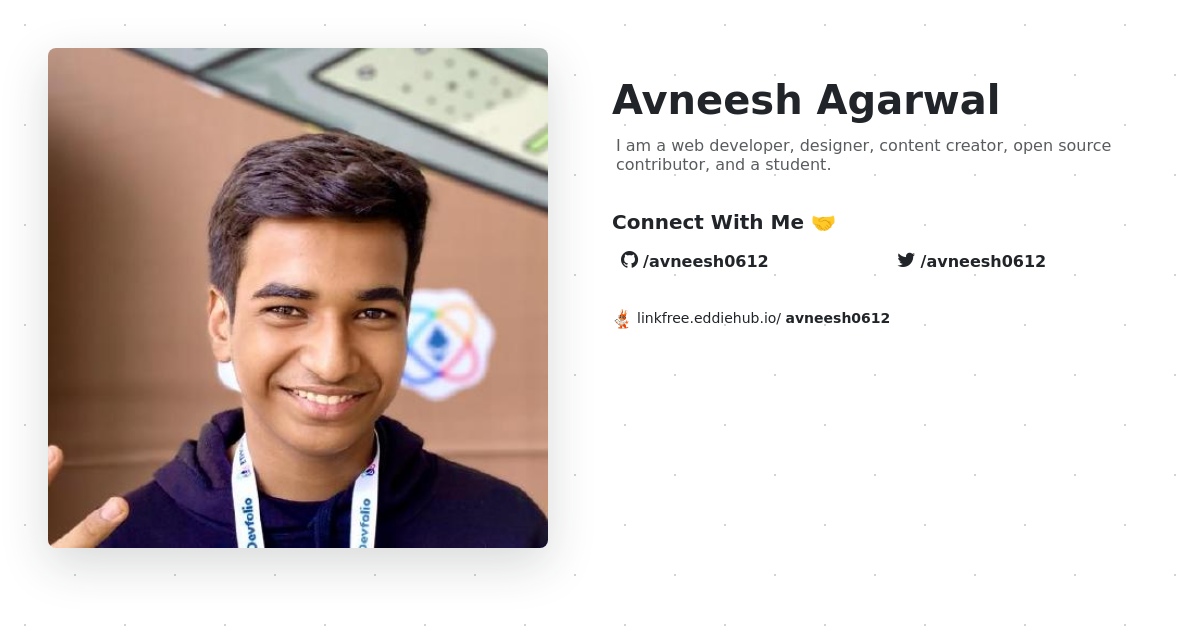 Avneesh Agarwal
I am a web developer, designer, content creator, open source
contributor, and a student.
Connect With Me 🤝
/avneesh0612 /avneesh0612
linkfree.eddiehub.io/ avneesh0612
Devfolio Devfolio